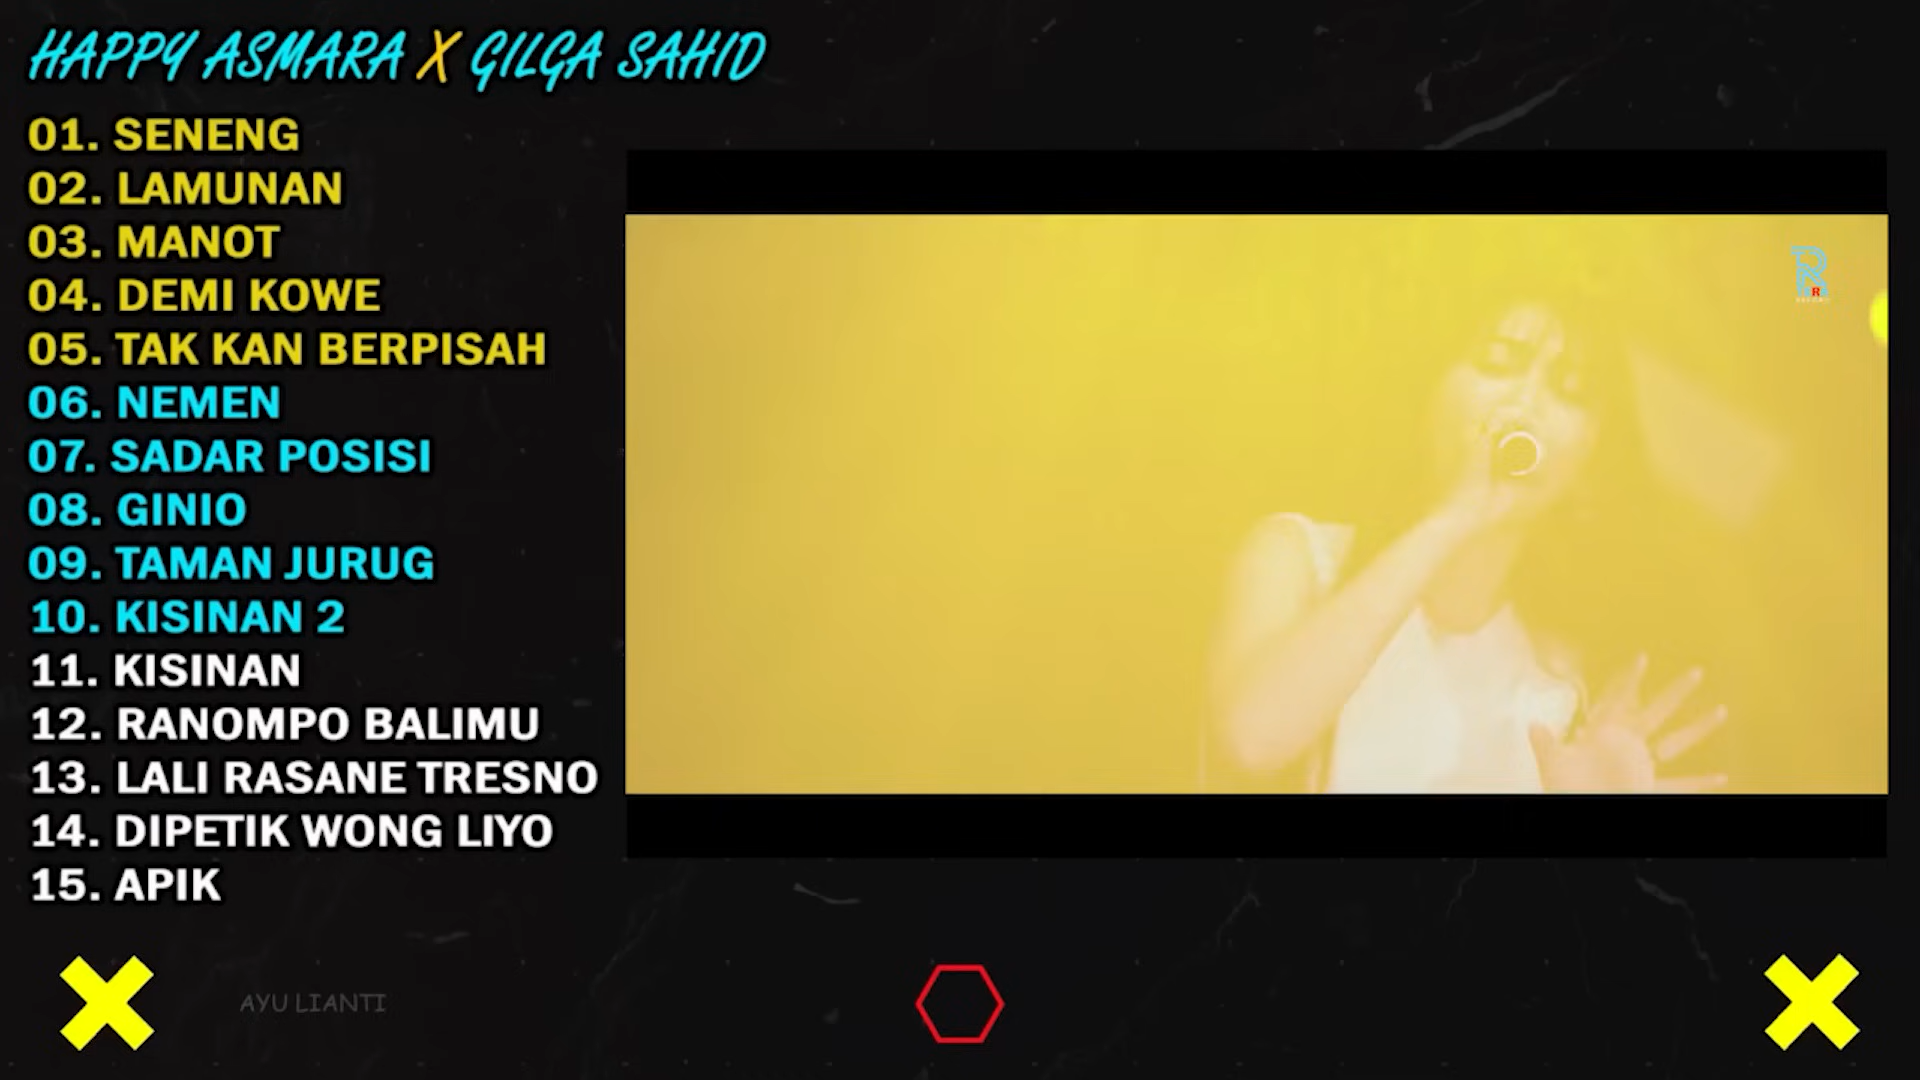 HAPPY ASMARA X GILGA SAHID
01. SENENG
02. LAMUNAN
03. MANOT
04. DEMI KOWE
05. TAK KAN BERPISAH
06. NEMEN
07. SADAR POSISI
08. GINIO
09. TAMAN JURUG
10. KISINAN 2
11. KISINAN
12. RANOMPO BALIMU
13. LALI RASANE TRESNO
14. DIPETIK WONG LIYO
15. APIK
AYU LIANTI